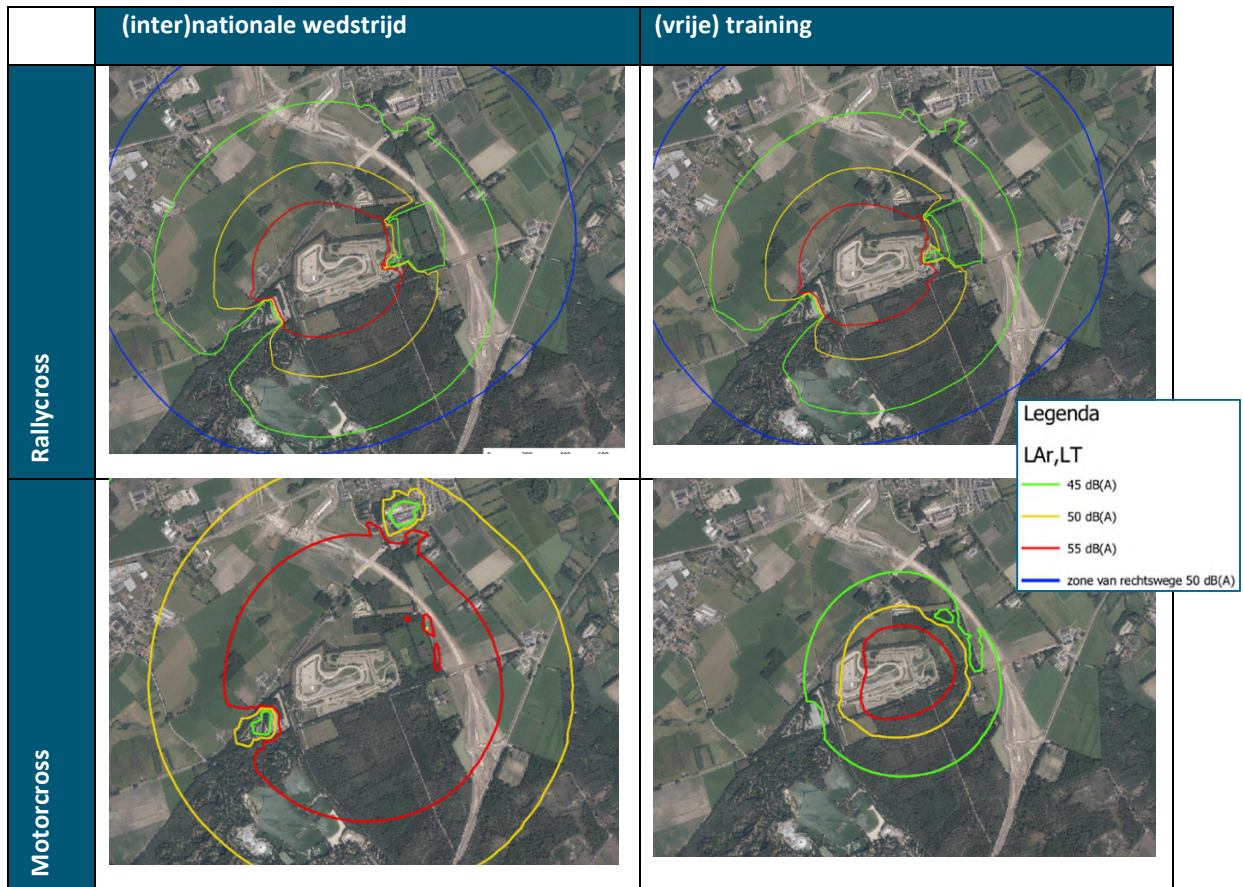 (inter)nationale wedstrijd
(vrije) training
Rallycross
Motorcross
Legenda
LAr,LT
45 dB(A)
50 dB(A)
55 dB(A)
zone van rechtswege 50 dB(A)